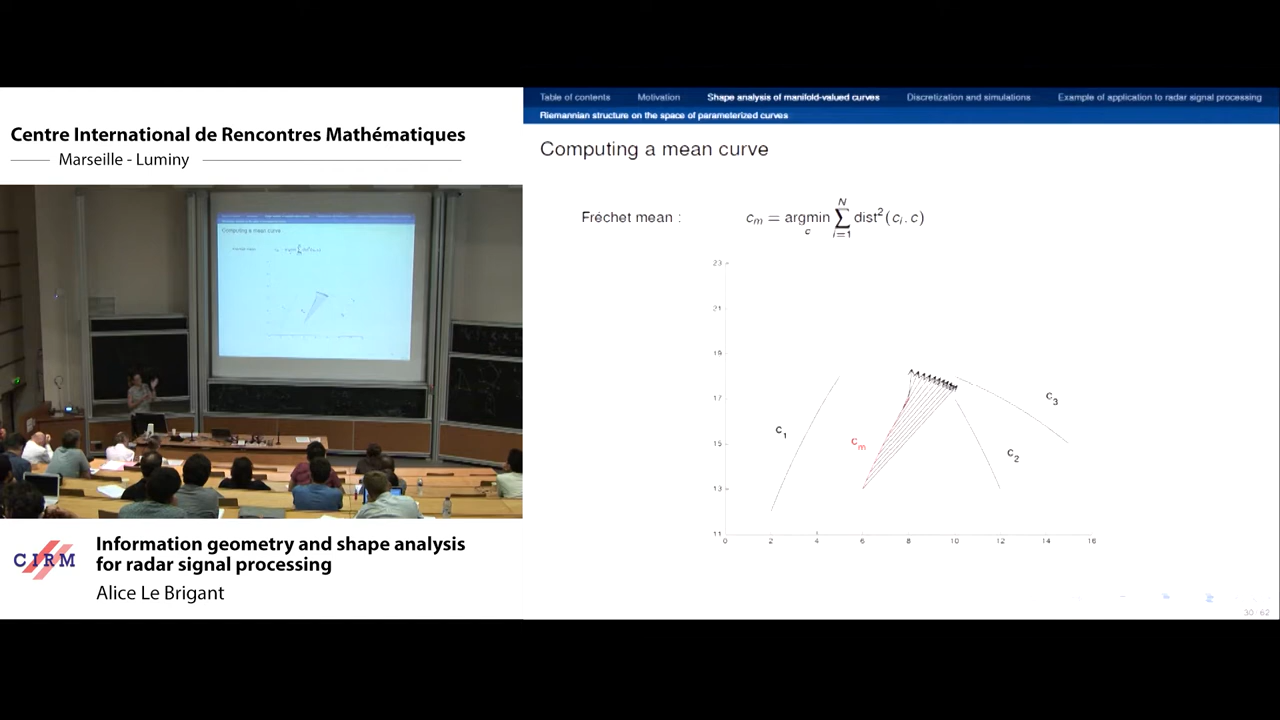 Centre International de Rencontres Mathématiques
Marseille - Luminy
CIRM
Information geometry and shape analysis
for radar signal processing
Alice Le Brigant
Table of contents Motivation Shape analysis of manifold-valued curves Discretization and simulations Example of application to radar signal processing
Riemannian structure on the space of parameterized curves
Computing a mean curve
Fréchet mean : c_m = argmin_c ∑_{i=1}^{N} dist²(c_i, c)
23
21
19
17
15
13
11
0 2 4 6 8 10 12 14 16
c_1
c_m
c_2
c_3
30 / 62
Computing a mean curve